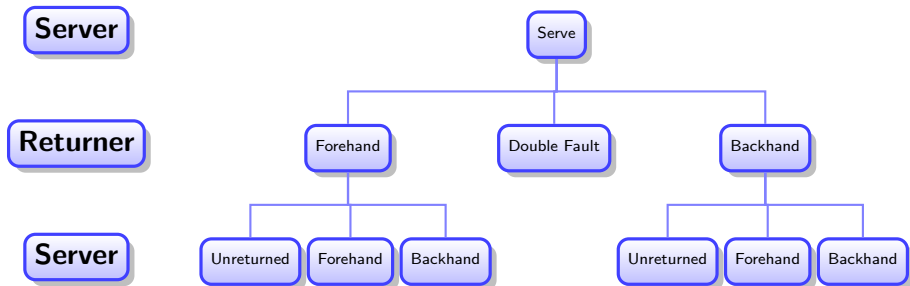 Server
Serve
Returner
Forehand
Double Fault
Backhand
Server
Unreturned
Forehand
Backhand
Unreturned
Forehand
Backhand